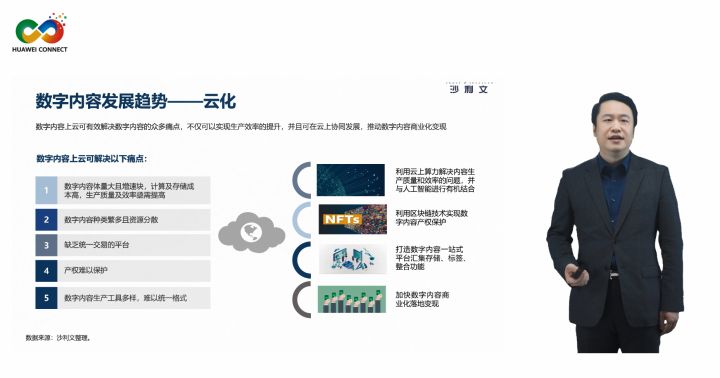 HUAWEI CONNECT
沙利文
数字内容发展趋势——云化
数字内容上云可有效解决数字内容的众多痛点，不仅可以实现生产效率的提升，并且可在云上协同发展，推动数字内容商业化变现
数字内容上云可解决以下痛点：
1
数字内容体量大且增速块，计算及存储成
本高，生产质量及效率亟需提高
2
数字内容种类繁多且资源分散
3
缺乏统一交易的平台
4
产权难以保护
5
数字内容生产工具多样，难以统一格式
利用云上算力解决内容生
产质量和效率的问题，并
与人工智能进行有机结合
NFTs
利用区块链技术实现数
字内容产权保护
打造数字内容一站式
平台汇集存储、标签、
整合功能
加快数字内容商
业化落地变现
数据来源：沙利文整理。